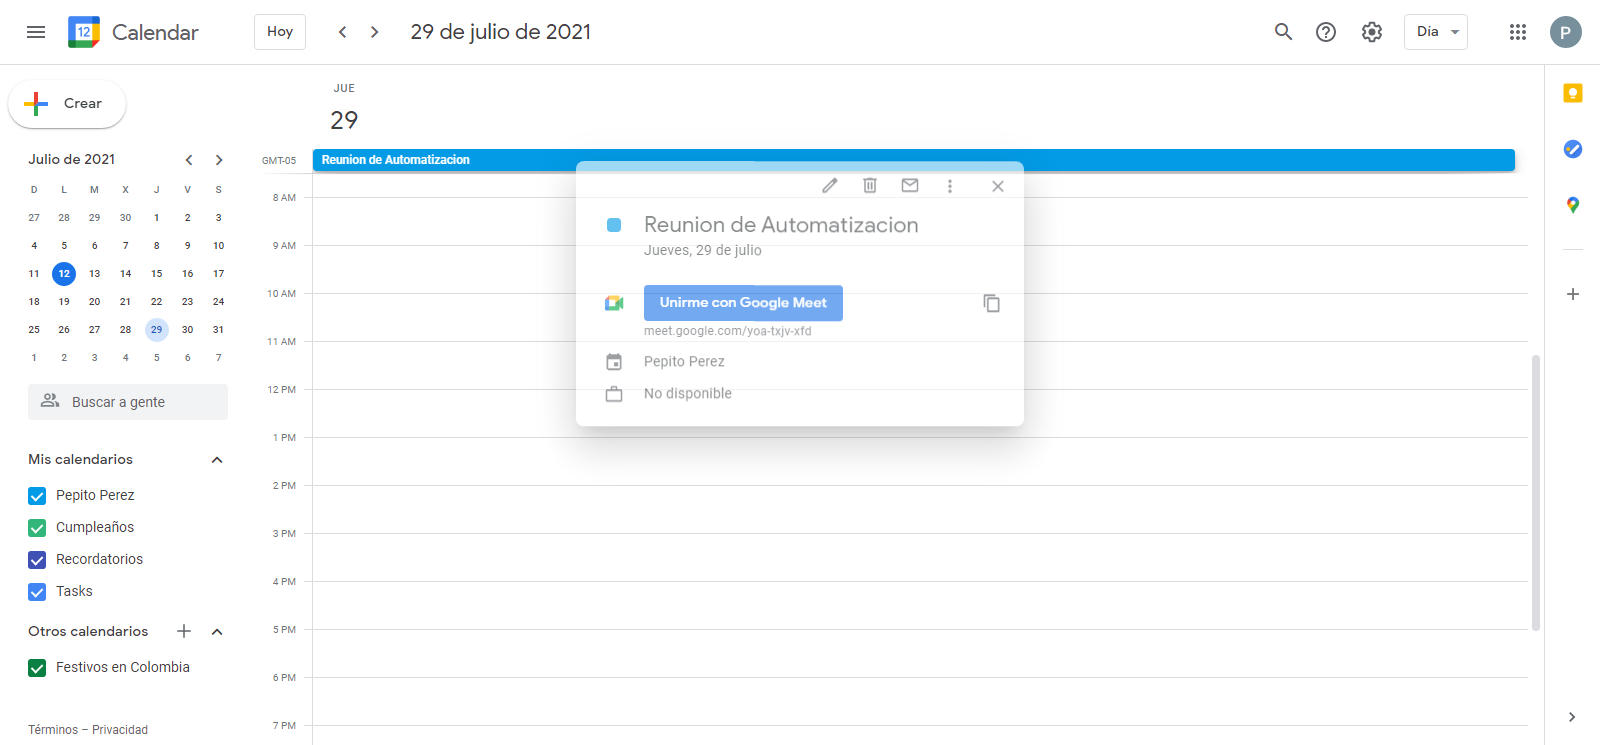 12 Calendar Hoy 29 de julio de 2021 Día P
Crear
JUE
29
Julio de 2021
D L M X J V S
27 28 29 30 1 2 3
4 5 6 7 8 9 10
11 12 13 14 15 16 17
18 19 20 21 22 23 24
25 26 27 28 29 30 31
1 2 3 4 5 6 7
Buscar a gente
Mis calendarios
Pepito Perez
Cumpleaños
Recordatorios
Tasks
Otros calendarios
Festivos en Colombia
Términos – Privacidad
GMT-05 Reunion de Automatizacion
8 AM
9 AM
10 AM
11 AM
12 PM
1 PM
2 PM
3 PM
4 PM
5 PM
6 PM
7 PM
Reunion de Automatizacion
Jueves, 29 de julio
Unirme con Google Meet
meet.google.com/yoa-txjv-xfd
Pepito Perez
No disponible